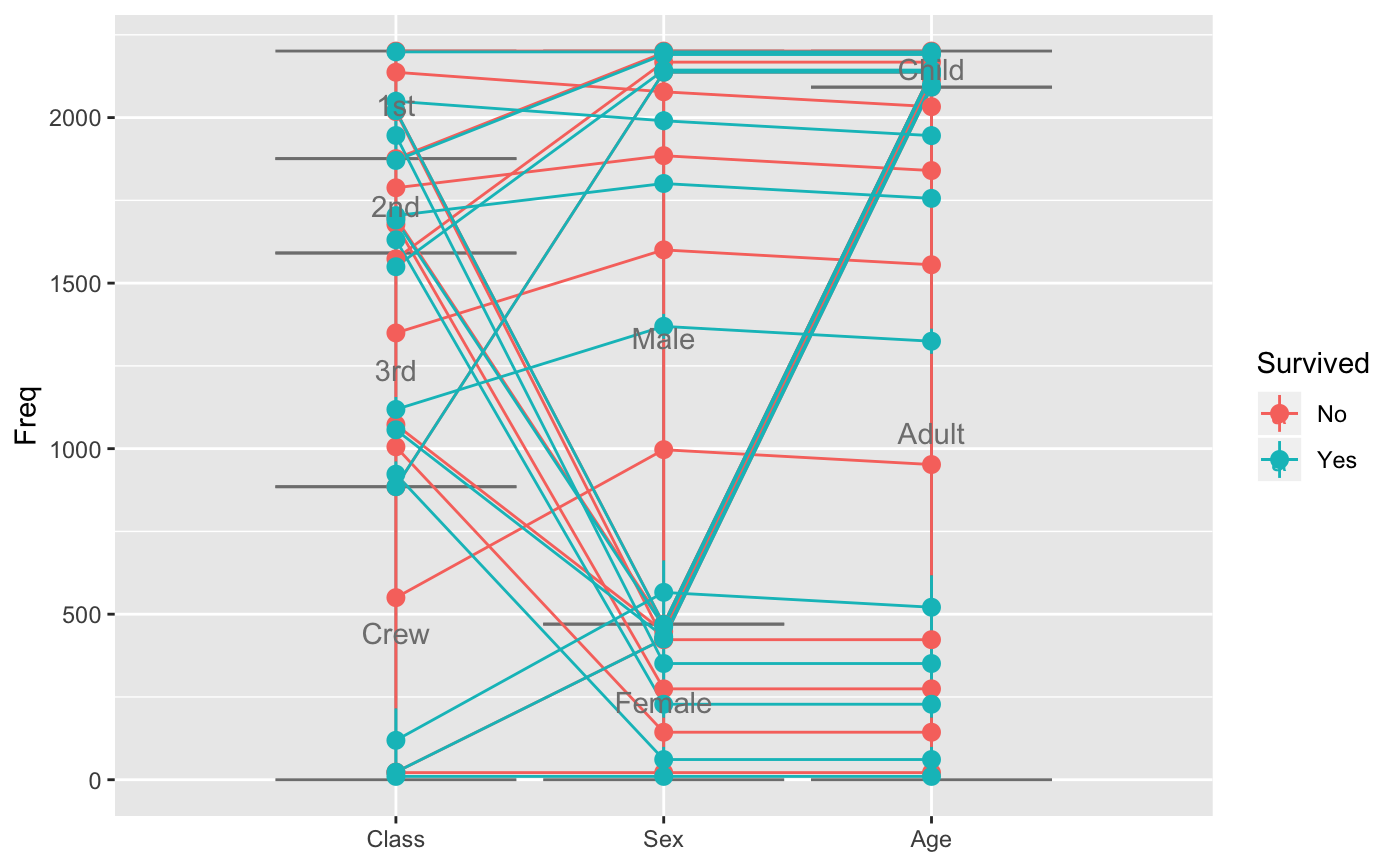 Freq
2000
1500
1000
500
0
1st
2nd
3rd
Crew
Male
Female
Child
Adult
Class
Sex
Age
Survived
No
Yes